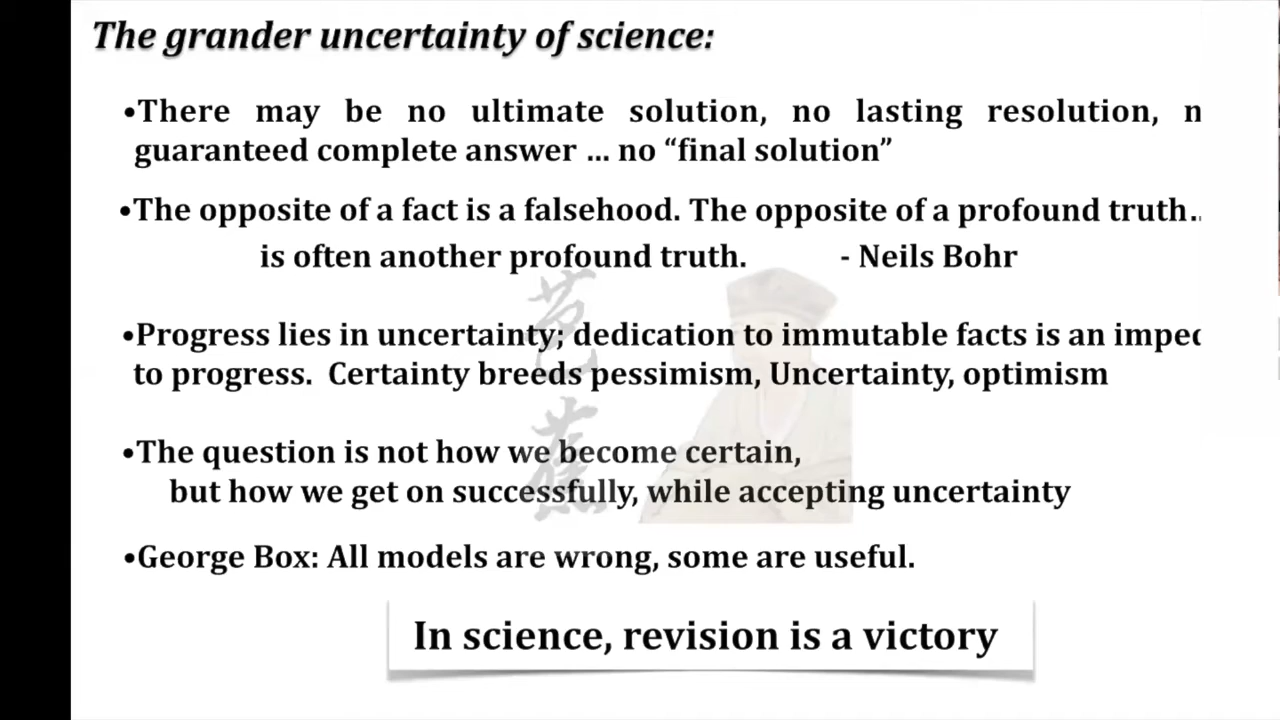 The grander uncertainty of science:
•There may be no ultimate solution, no lasting resolution,
guaranteed complete answer ... no “final solution”
•The opposite of a fact is a falsehood. The opposite of a profound truth..
is often another profound truth. - Neils Bohr
•Progress lies in uncertainty; dedication to immutable facts is an
to progress. Certainty breeds pessimism, Uncertainty, optimism
•The question is not how we become certain,
but how we get on successfully, while accepting uncertainty
•George Box: All models are wrong, some are useful.
In science, revision is a victory
芭
蕉